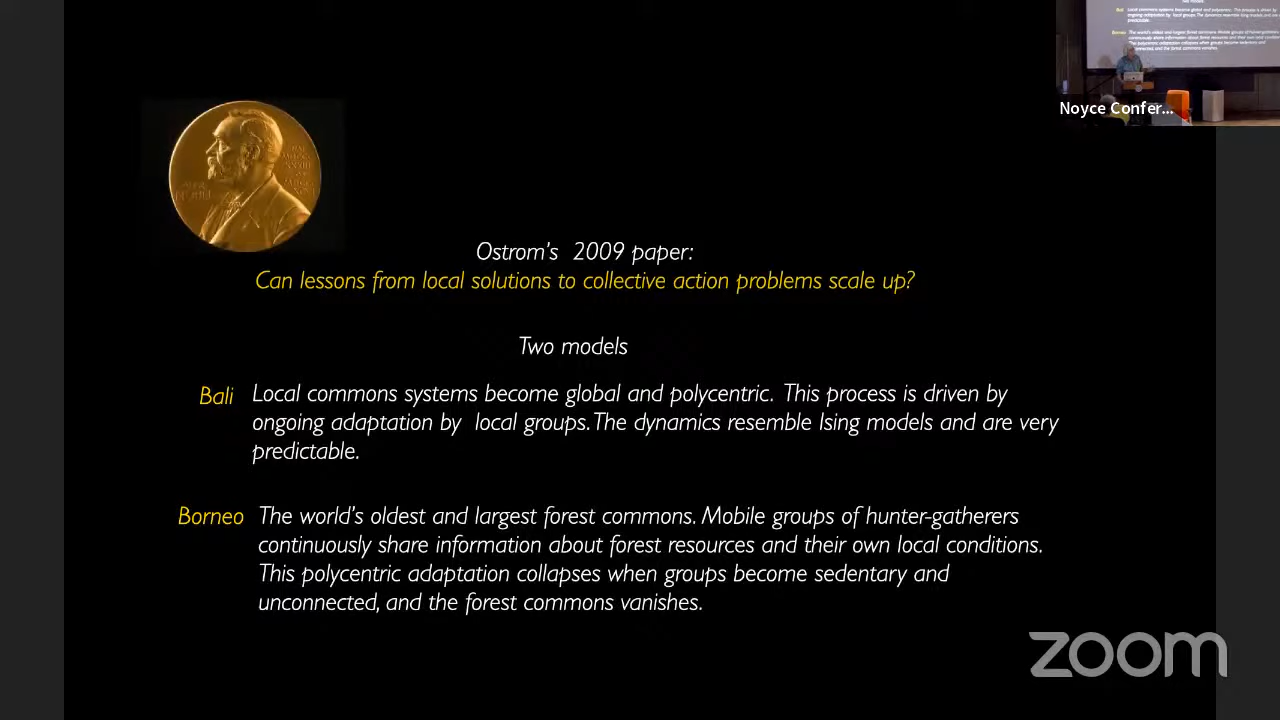 Ostrom's 2009 paper:
Can lessons from local solutions to collective action problems scale up?
Two models
Bali
Local commons systems become global and polycentric. This process is driven by
ongoing adaptation by local groups. The dynamics resemble Ising models and are very
predictable.
Borneo
The world's oldest and largest forest commons. Mobile groups of hunter-gatherers
continuously share information about forest resources and their own local conditions.
This polycentric adaptation collapses when groups become sedentary and
unconnected, and the forest commons vanishes.
Noyce Confer...
zoom